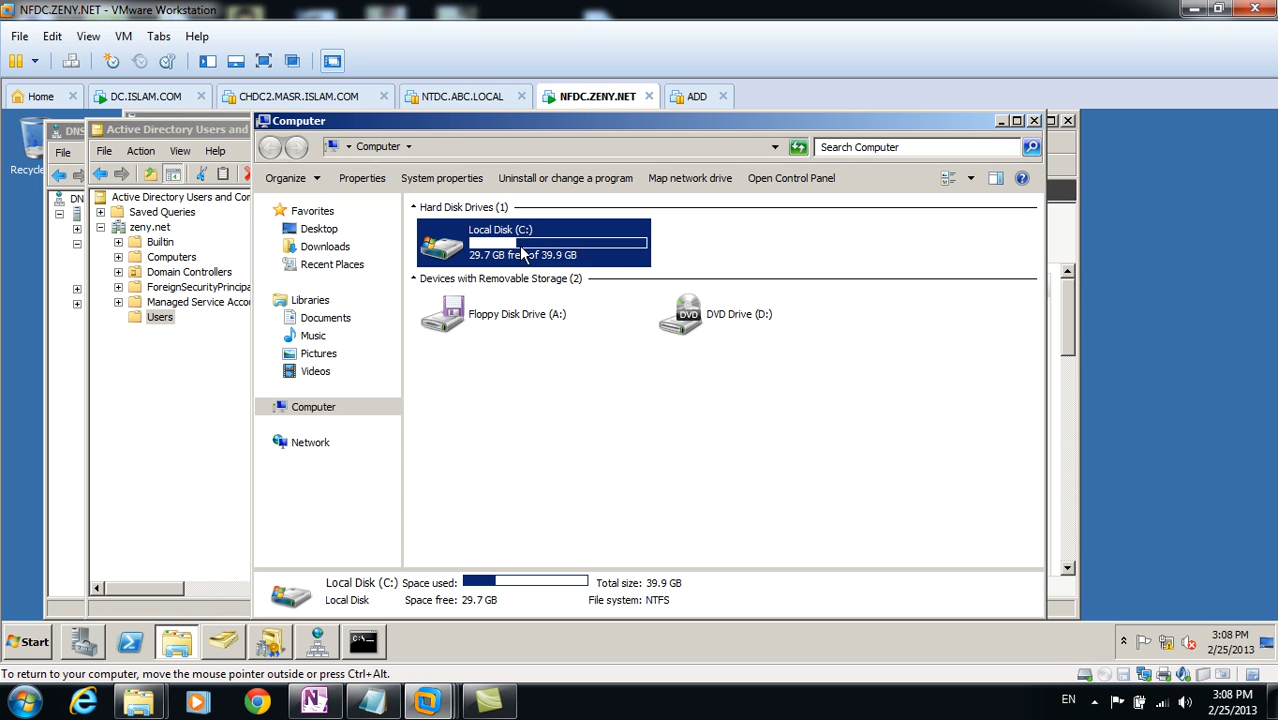 NFDC.ZENY.NET - VMware Workstation
File Edit View VM Tabs Help
Home DC.ISLAM.COM CHDC2.MASR.ISLAM.COM NTDC.ABC.LOCAL NFDC.ZENY.NET ADD
Computer
Active Directory Users and
DNS
Recycle
Computer
Search Computer
File
File Action View Help
Organize Properties System properties Uninstall or change a program Map network drive Open Control Panel
DN
Active Directory Users and Com
Saved Queries
zeny.net
Builtin
Computers
Domain Controllers
ForeignSecurityPrincipa
Managed Service Acco
Users
Favorites
Desktop
Downloads
Recent Places
Libraries
Documents
Music
Pictures
Videos
Computer
Network
Hard Disk Drives (1)
Local Disk (C:)
29.7 GB free of 39.9 GB
Devices with Removable Storage (2)
Floppy Disk Drive (A:)
DVD
DVD Drive (D:)
Local Disk (C:) Space used: Total size: 39.9 GB
Local Disk Space free: 29.7 GB File system: NTFS
Start
C:\
3:08 PM
2/25/2013
To return to your computer, move the mouse pointer outside or press Ctrl+Alt.
EN
3:08 PM
2/25/2013